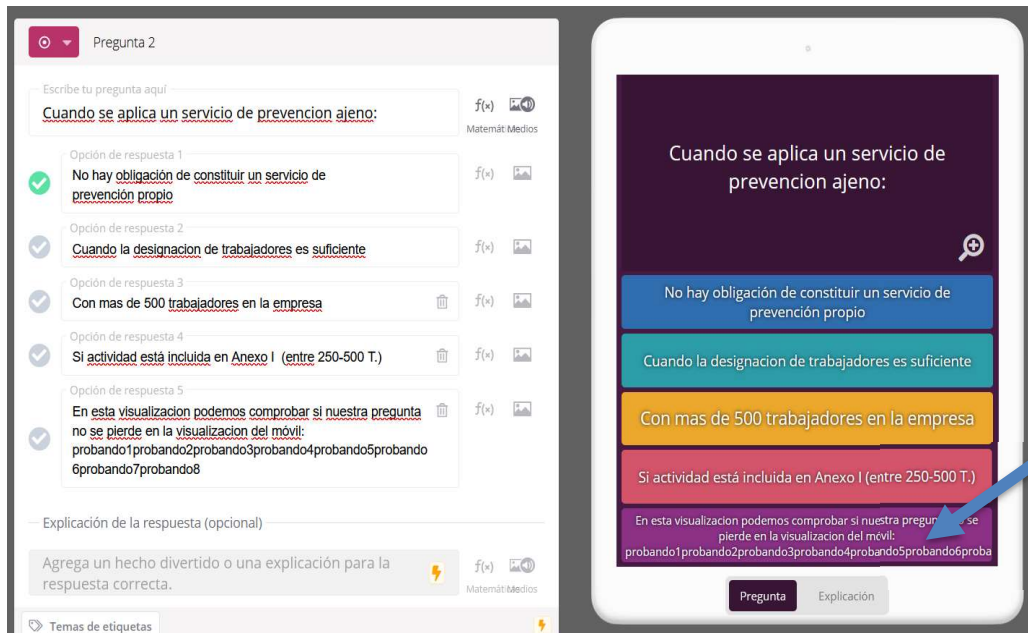 Pregunta 2
Escribe tu pregunta aquí
Cuando se aplica un servicio de prevencion ajeno:
f(x)
Matemáti Medios
Opción de respuesta 1
No hay obligación de constituir un servicio de
prevención propio
f(x)
Opción de respuesta 2
Cuando la designacion de trabajadores es suficiente
f(x)
Opción de respuesta 3
Con mas de 500 trabajadores en la empresa
f(x)
Opción de respuesta 4
Si actividad está incluida en Anexo I (entre 250-500 T.)
f(x)
Opción de respuesta 5
En esta visualizacion podemos comprobar si nuestra pregunta
no se pierde en la visualizacion del móvil:
probando1probando2probando3probando4probando5probando
6probando7probando8
f(x)
Explicación de la respuesta (opcional)
Agrega un hecho divertido o una explicación para la
respuesta correcta.
f(x)
Matemáti Medios
Temas de etiquetas
Cuando se aplica un servicio de
prevencion ajeno:
No hay obligación de constituir un servicio de
prevención propio
Cuando la designacion de trabajadores es suficiente
Con mas de 500 trabajadores en la empresa
Si actividad está incluida en Anexo I (entre 250-500 T.)
En esta visualizacion podemos comprobar si nuestra se
pierde en la visualizacion del móvil:
probando1probando2probando3probando4probando5probando6proba
Pregunta
Explicación